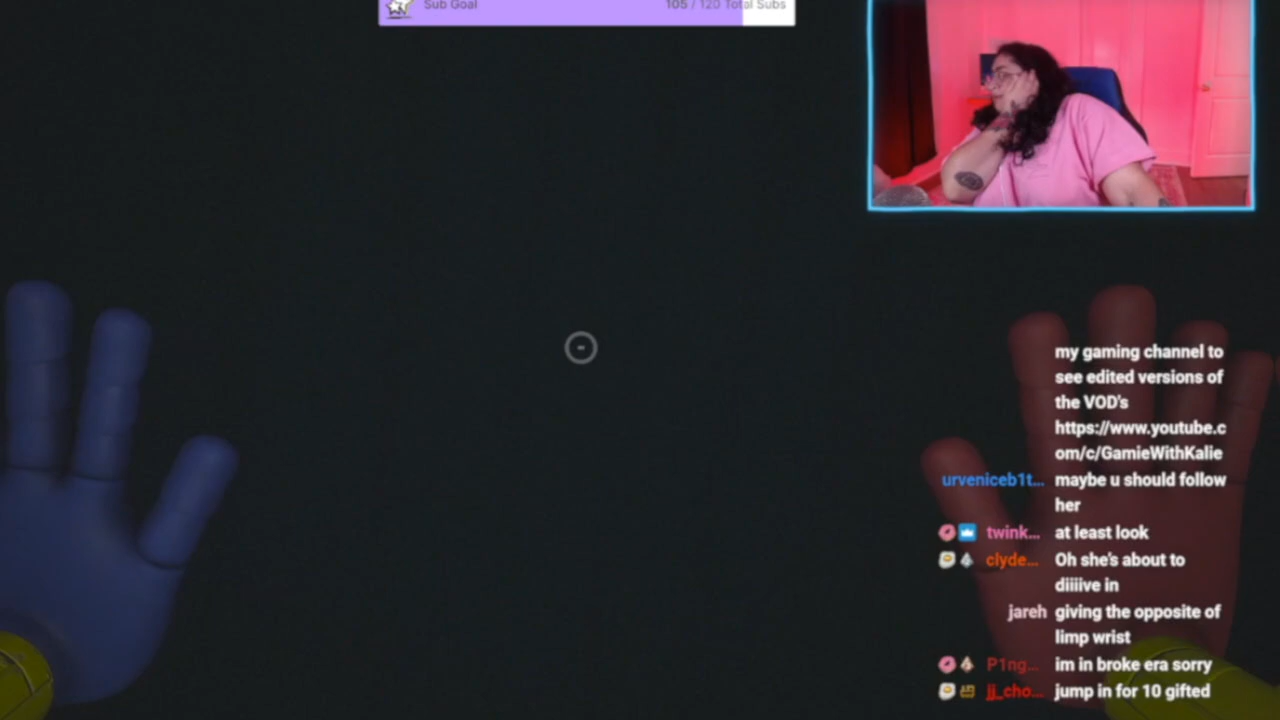 Sub Goal
105 / 120 Total Subs
my gaming channel to
see edited versions of
the VOD's
https://www.youtube.c
om/c/GamieWithKalie
urveniceb1t... maybe u should follow
her
twink... at least look
clyde... Oh she's about to
diiiive in
jareh giving the opposite of
limp wrist
P1ng... im in broke era sorry
jj_cho... jump in for 10 gifted